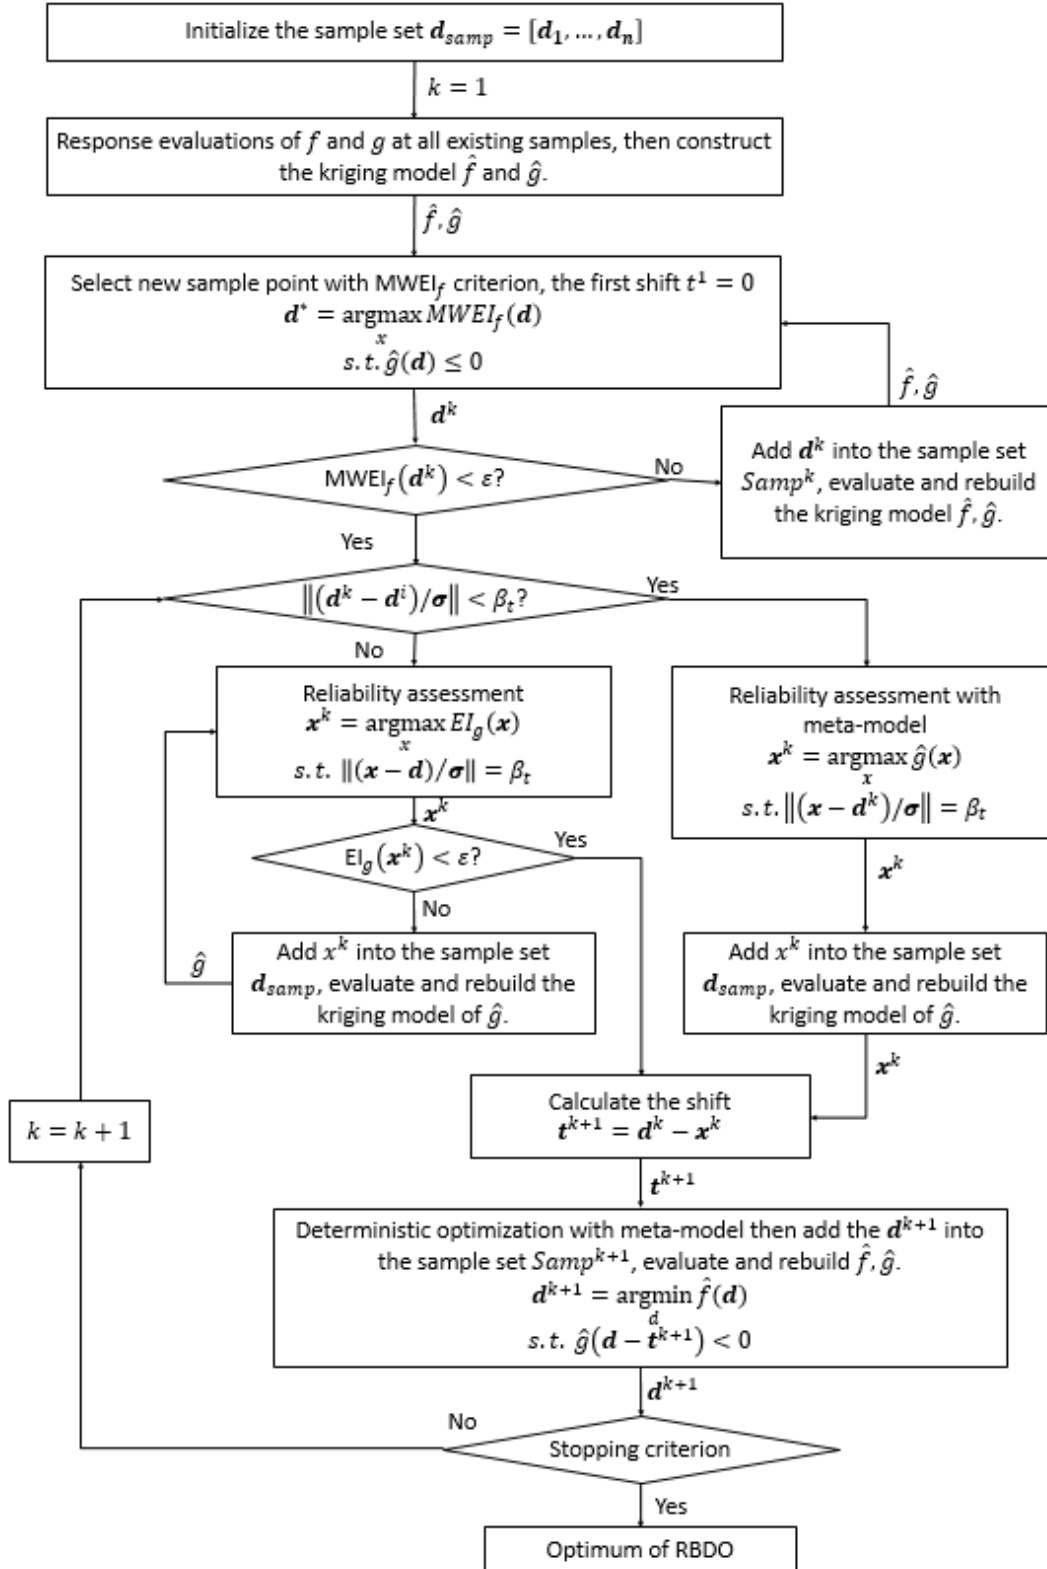 Initialize the sample set d_samp = [d_1, ..., d_n]
k = 1
Response evaluations of f and g at all existing samples, then construct
the kriging model f̂ and ĝ.
f̂, ĝ
Select new sample point with MWEI_f criterion, the first shift t^1 = 0
d^* = argmax MWEI_f(d)
x
s.t. ĝ(d) ≤ 0
d^k
f̂, ĝ
MWEI_f(d^k) < ε?
No
Add d^k into the sample set
Samp^k, evaluate and rebuild
the kriging model f̂, ĝ.
Yes
‖(d^k − d^i)/σ‖ < β_t?
Yes
No
Reliability assessment
x^k = argmax EI_g(x)
x
s.t. ‖(x − d)/σ‖ = β_t
x^k
Reliability assessment with
meta-model
x^k = argmax ĝ(x)
x
s.t. ‖(x − d^k)/σ‖ = β_t
x^k
EI_g(x^k) < ε?
Yes
No
ĝ
Add x^k into the sample set
d_samp, evaluate and rebuild the
kriging model of ĝ.
Add x^k into the sample set
d_samp, evaluate and rebuild the
kriging model of ĝ.
x^k
Calculate the shift
t^{k+1} = d^k − x^k
k = k + 1
t^{k+1}
Deterministic optimization with meta-model then add the d^{k+1} into
the sample set Samp^{k+1}, evaluate and rebuild f̂, ĝ.
d^{k+1} = argmin f̂(d)
d
s.t. ĝ(d − t^{k+1}) < 0
d^{k+1}
No
Stopping criterion
Yes
Optimum of RBDO